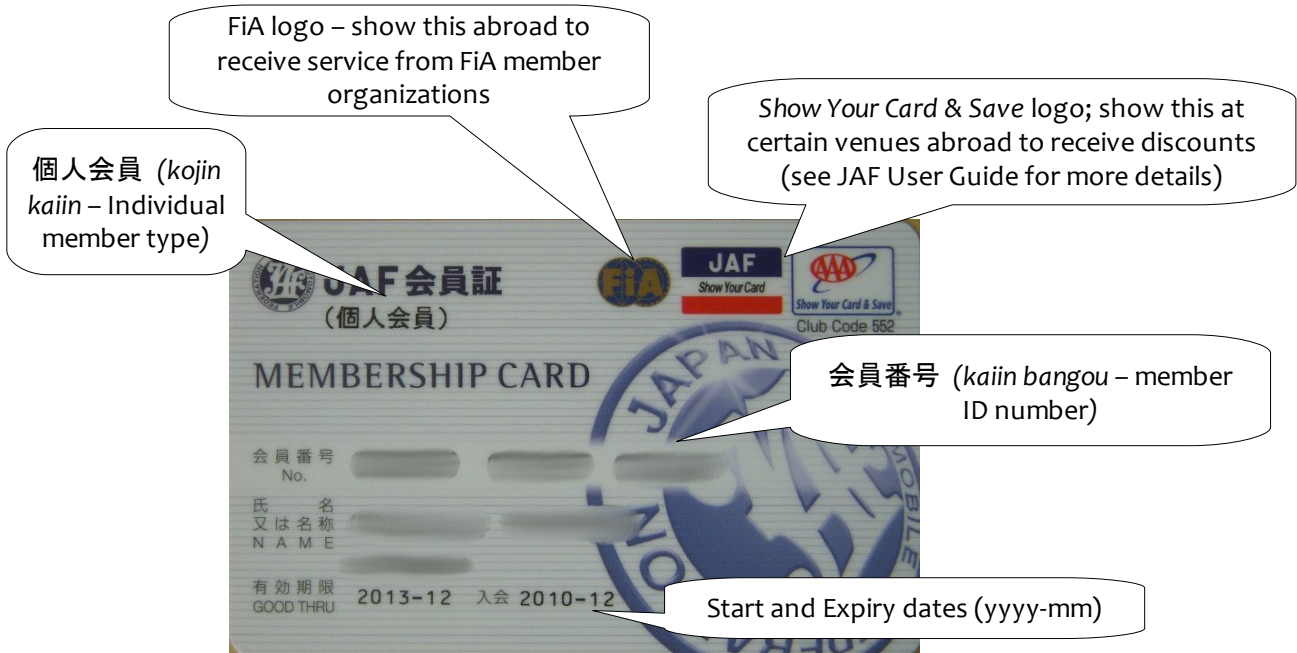 FiA logo – show this abroad to
receive service from FiA member
organizations
Show Your Card & Save logo; show this at
certain venues abroad to receive discounts
(see JAF User Guide for more details)
個人会員 (kojin
kaiin – Individual
member type)
JAF 会員証
(個人会員)
FiA
JAF
Show Your Card
AAA
Show Your Card & Save
Club Code 552
MEMBERSHIP CARD
JAPAN
会員番号 (kaiin bangou – member
ID number)
会員番号
No.
氏名
又は名称
NAME
有効期限
GOOD THRU
2013-12 入会 2010-12
Start and Expiry dates (yyyy-mm)